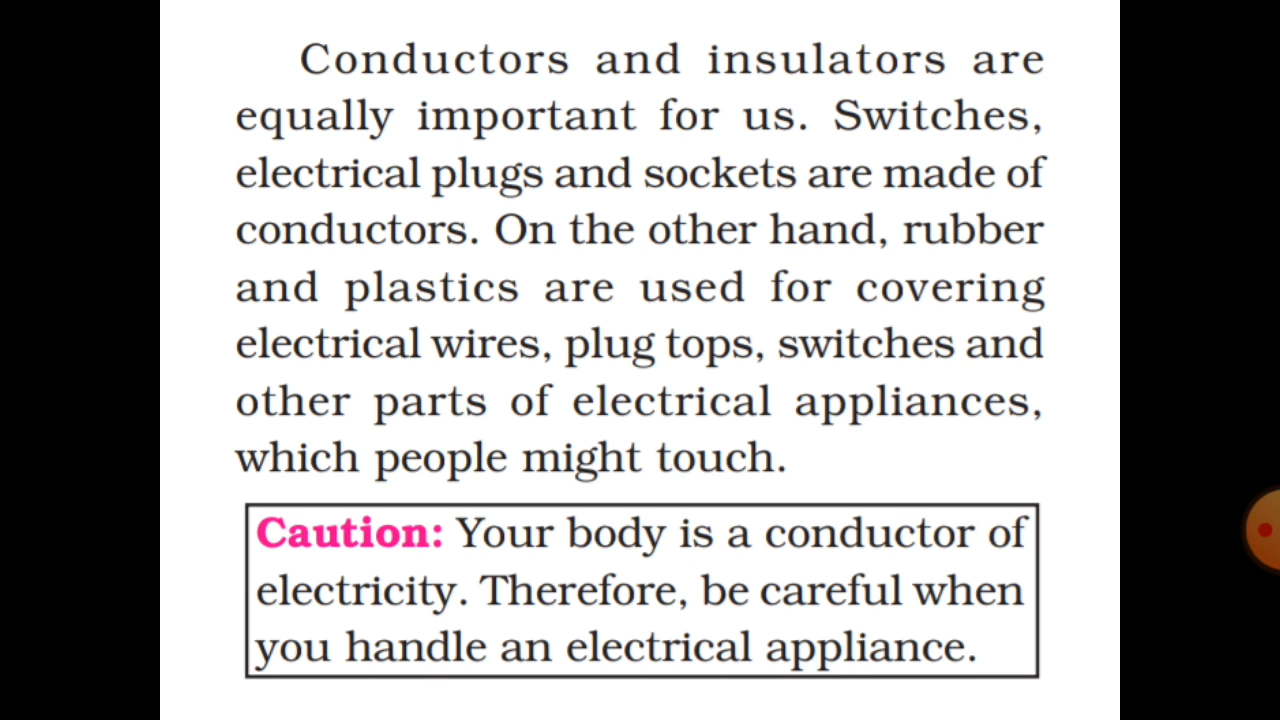 Conductors and insulators are
equally important for us. Switches,
electrical plugs and sockets are made of
conductors. On the other hand, rubber
and plastics are used for covering
electrical wires, plug tops, switches and
other parts of electrical appliances,
which people might touch.
Caution: Your body is a conductor of
electricity. Therefore, be careful when
you handle an electrical appliance.